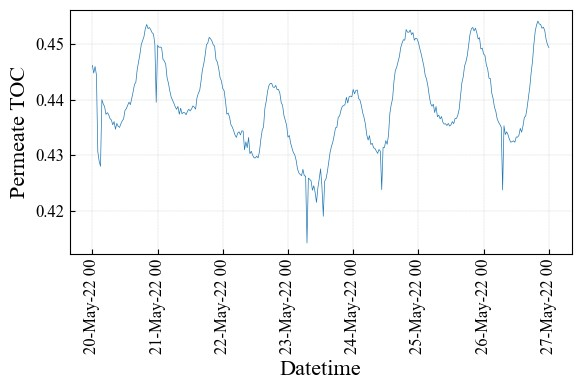 0.45
0.44
0.43
0.42
Permeate TOC
20-May-22 00
21-May-22 00
22-May-22 00
23-May-22 00
24-May-22 00
25-May-22 00
26-May-22 00
27-May-22 00
Datetime